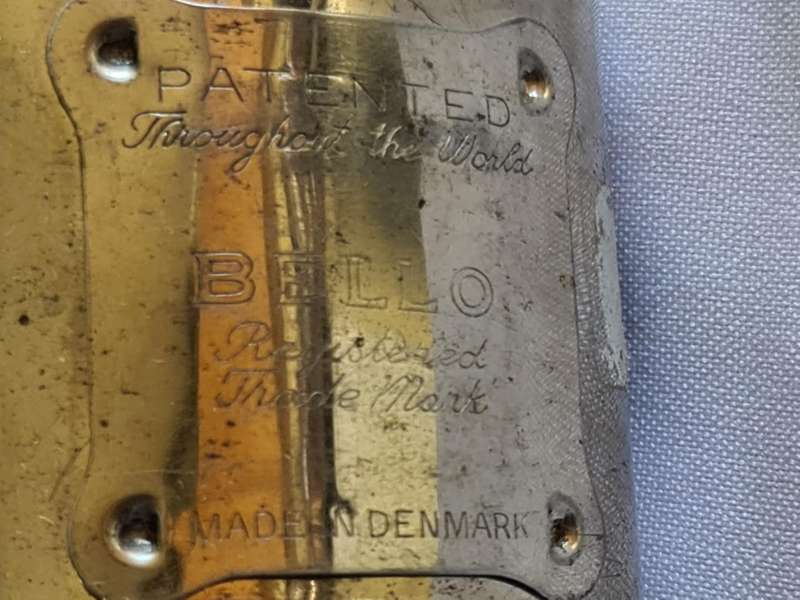 PATENTED
Throughout the World
BELLO
Registered
Trade Mark
MADE IN DENMARK